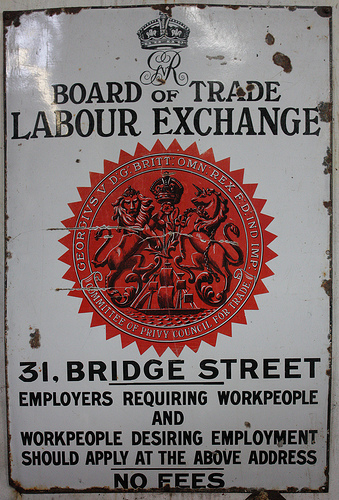 GR
BOARD OF TRADE
LABOUR EXCHANGE
GEORGIVS V D.G. BRITT: OMN REX F.D. IND: IMP:
COMMITTEE OF PRIVY COUNCIL FOR TRADE
31, BRIDGE STREET
EMPLOYERS REQUIRING WORKPEOPLE
AND
WORKPEOPLE DESIRING EMPLOYMENT
SHOULD APPLY AT THE ABOVE ADDRESS
NO FEES